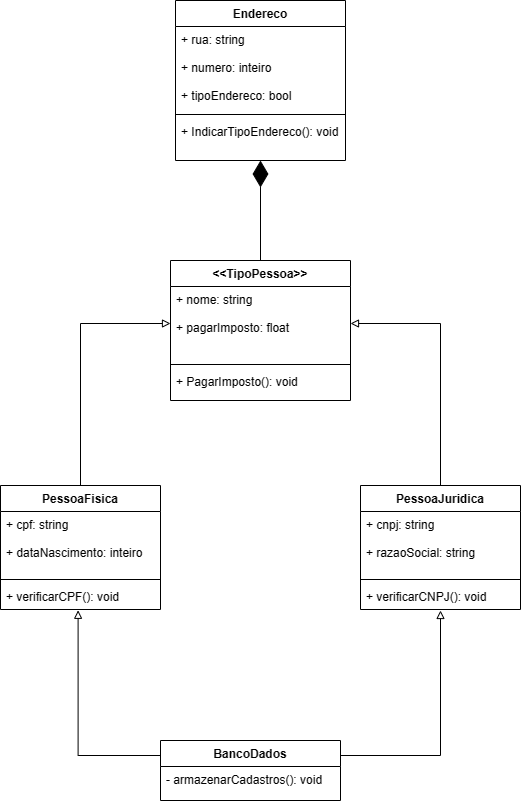 Endereco
+ rua: string
+ numero: inteiro
+ tipoEndereco: bool
+ IndicarTipoEndereco(): void
<<TipoPessoa>>
+ nome: string
+ pagarImposto: float
+ PagarImposto(): void
PessoaFisica
+ cpf: string
+ dataNascimento: inteiro
+ verificarCPF(): void
PessoaJuridica
+ cnpj: string
+ razaoSocial: string
+ verificarCNPJ(): void
BancoDados
- armazenarCadastros(): void